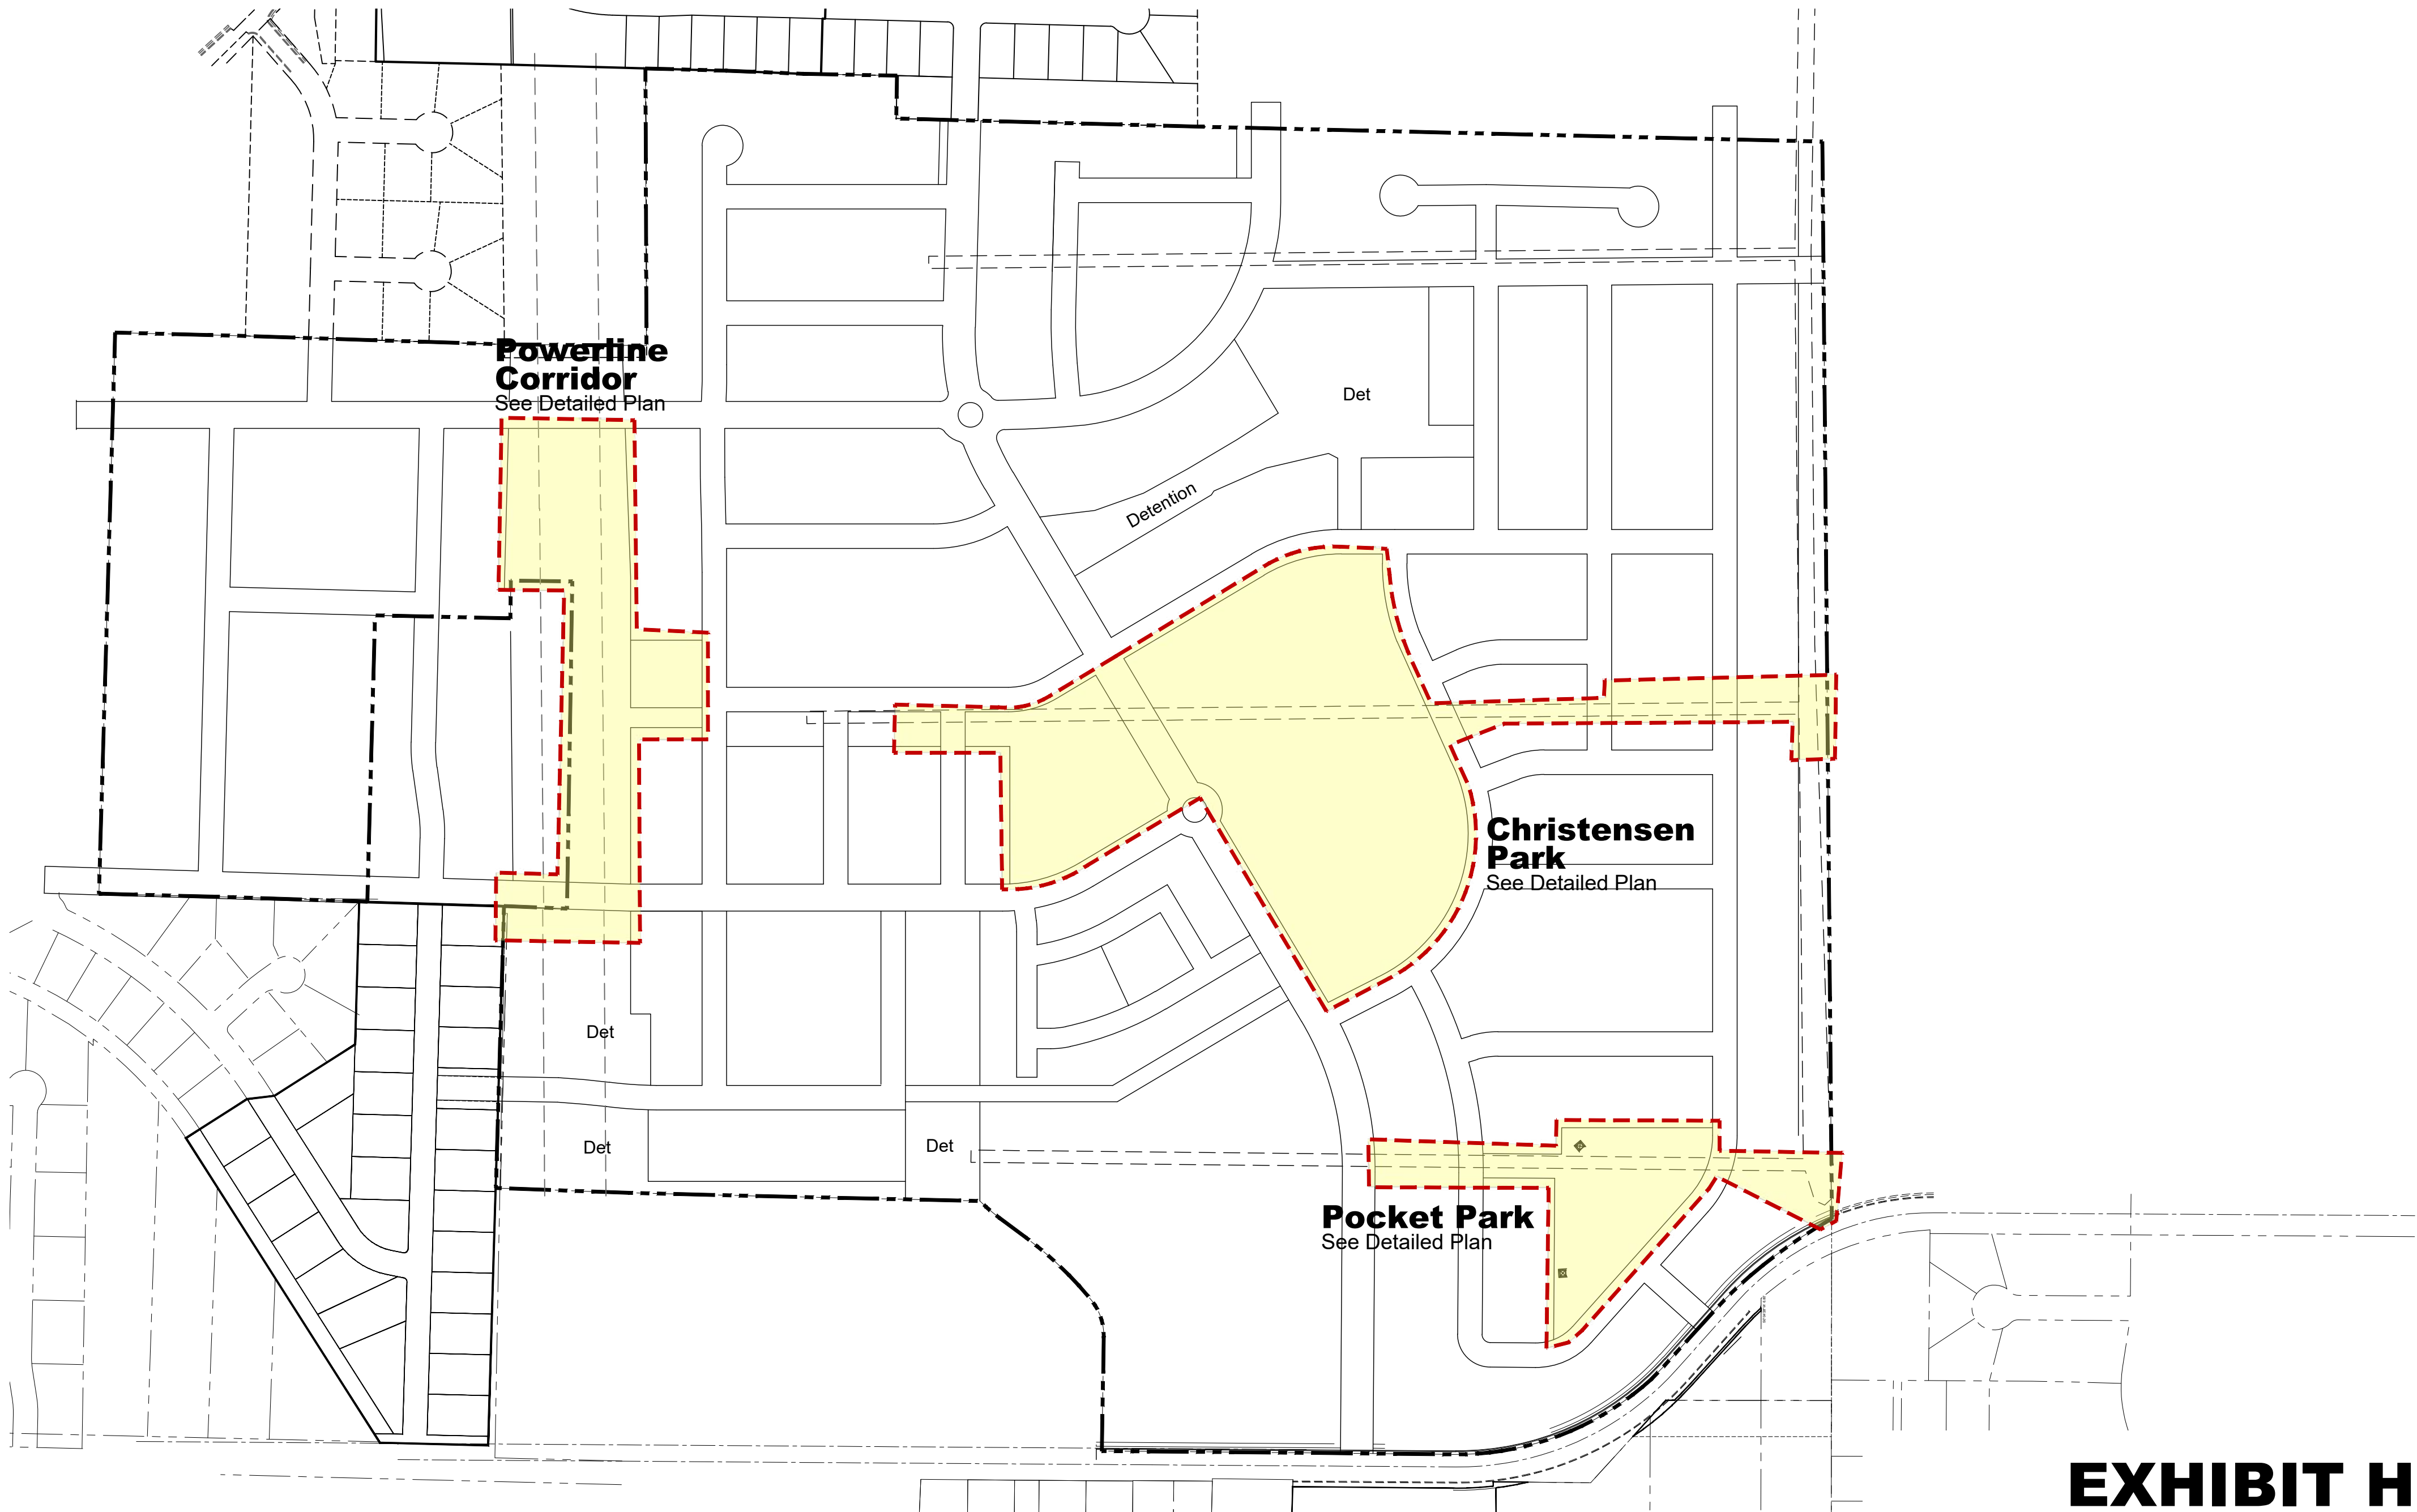 Powerline
Corridor
See Detailed Plan
Det
Detention
Christensen
Park
See Detailed Plan
Det
Det
Det
Pocket Park
See Detailed Plan
EXHIBIT H